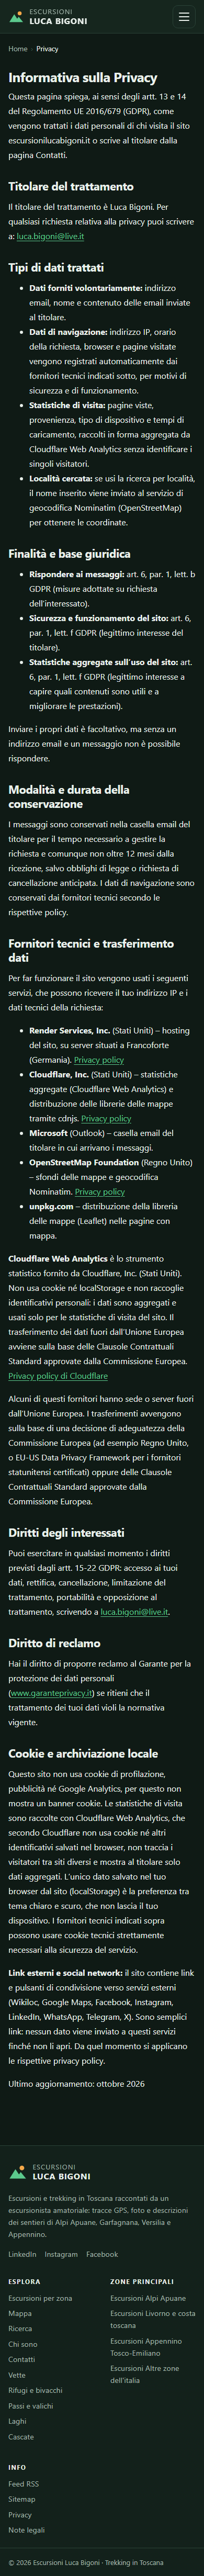 ESCURSIONI
LUCA BIGONI
Home › Privacy
Informativa sulla Privacy
Questa pagina spiega, ai sensi degli artt. 13 e 14
del Regolamento UE 2016/679 (GDPR), come
vengono trattati i dati personali di chi visita il sito
escursionilucabigoni.it o scrive al titolare dalla
pagina Contatti.
Titolare del trattamento
Il titolare del trattamento è Luca Bigoni. Per
qualsiasi richiesta relativa alla privacy puoi scrivere
a: luca.bigoni@live.it
Tipi di dati trattati
• Dati forniti volontariamente: indirizzo
email, nome e contenuto delle email inviate
al titolare.
• Dati di navigazione: indirizzo IP, orario
della richiesta, browser e pagine visitate
vengono registrati automaticamente dai
fornitori tecnici indicati sotto, per motivi di
sicurezza e di funzionamento.
• Statistiche di visita: pagine viste,
provenienza, tipo di dispositivo e tempi di
caricamento, raccolti in forma aggregata da
Cloudflare Web Analytics senza identificare i
singoli visitatori.
• Località cercata: se usi la ricerca per località,
il nome inserito viene inviato al servizio di
geocodifica Nominatim (OpenStreetMap)
per ottenere le coordinate.
Finalità e base giuridica
• Rispondere ai messaggi: art. 6, par. 1, lett. b
GDPR (misure adottate su richiesta
dell'interessato).
• Sicurezza e funzionamento del sito: art. 6,
par. 1, lett. f GDPR (legittimo interesse del
titolare).
• Statistiche aggregate sull'uso del sito: art.
6, par. 1, lett. f GDPR (legittimo interesse a
capire quali contenuti sono utili e a
migliorare le prestazioni).
Inviare i propri dati è facoltativo, ma senza un
indirizzo email e un messaggio non è possibile
rispondere.
Modalità e durata della
conservazione
I messaggi sono conservati nella casella email del
titolare per il tempo necessario a gestire la
richiesta e comunque non oltre 12 mesi dalla
ricezione, salvo obblighi di legge o richiesta di
cancellazione anticipata. I dati di navigazione sono
conservati dai fornitori tecnici secondo le
rispettive policy.
Fornitori tecnici e trasferimento
dati
Per far funzionare il sito vengono usati i seguenti
servizi, che possono ricevere il tuo indirizzo IP e i
dati tecnici della richiesta:
• Render Services, Inc. (Stati Uniti) – hosting
del sito, su server situati a Francoforte
(Germania). Privacy policy
• Cloudflare, Inc. (Stati Uniti) – statistiche
aggregate (Cloudflare Web Analytics) e
distribuzione delle librerie delle mappe
tramite cdnjs. Privacy policy
• Microsoft (Outlook) – casella email del
titolare in cui arrivano i messaggi.
• OpenStreetMap Foundation (Regno Unito)
– sfondi delle mappe e geocodifica
Nominatim. Privacy policy
• unpkg.com – distribuzione della libreria
delle mappe (Leaflet) nelle pagine con
mappa.
Cloudflare Web Analytics è lo strumento
statistico fornito da Cloudflare, Inc. (Stati Uniti).
Non usa cookie né localStorage e non raccoglie
identificativi personali: i dati sono aggregati e
usati solo per le statistiche di visita del sito. Il
trasferimento dei dati fuori dall'Unione Europea
avviene sulla base delle Clausole Contrattuali
Standard approvate dalla Commissione Europea.
Privacy policy di Cloudflare
Alcuni di questi fornitori hanno sede o server fuori
dall'Unione Europea. I trasferimenti avvengono
sulla base di una decisione di adeguatezza della
Commissione Europea (ad esempio Regno Unito,
o EU-US Data Privacy Framework per i fornitori
statunitensi certificati) oppure delle Clausole
Contrattuali Standard approvate dalla
Commissione Europea.
Diritti degli interessati
Puoi esercitare in qualsiasi momento i diritti
previsti dagli artt. 15-22 GDPR: accesso ai tuoi
dati, rettifica, cancellazione, limitazione del
trattamento, portabilità e opposizione al
trattamento, scrivendo a luca.bigoni@live.it.
Diritto di reclamo
Hai il diritto di proporre reclamo al Garante per la
protezione dei dati personali
(www.garanteprivacy.it) se ritieni che il
trattamento dei tuoi dati violi la normativa
vigente.
Cookie e archiviazione locale
Questo sito non usa cookie di profilazione,
pubblicità né Google Analytics, per questo non
mostra un banner cookie. Le statistiche di visita
sono raccolte con Cloudflare Web Analytics, che
secondo Cloudflare non usa cookie né altri
identificativi salvati nel browser, non traccia i
visitatori tra siti diversi e mostra al titolare solo
dati aggregati. L'unico dato salvato nel tuo
browser dal sito (localStorage) è la preferenza tra
tema chiaro e scuro, che non lascia il tuo
dispositivo. I fornitori tecnici indicati sopra
possono usare cookie tecnici strettamente
necessari alla sicurezza del servizio.
Link esterni e social network: il sito contiene link
e pulsanti di condivisione verso servizi esterni
(Wikiloc, Google Maps, Facebook, Instagram,
LinkedIn, WhatsApp, Telegram, X). Sono semplici
link: nessun dato viene inviato a questi servizi
finché non li apri. Da quel momento si applicano
le rispettive privacy policy.
Ultimo aggiornamento: ottobre 2026
ESCURSIONI
LUCA BIGONI
Escursioni e trekking in Toscana raccontati da un
escursionista amatoriale: tracce GPS, foto e descrizioni
dei sentieri di Alpi Apuane, Garfagnana, Versilia e
Appennino.
LinkedIn Instagram Facebook
ESPLORA
Escursioni per zona
Mappa
Ricerca
Chi sono
Contatti
Vette
Rifugi e bivacchi
Passi e valichi
Laghi
Cascate
ZONE PRINCIPALI
Escursioni Alpi Apuane
Escursioni Livorno e costa
toscana
Escursioni Appennino
Tosco-Emiliano
Escursioni Altre zone
dell'italia
INFO
Feed RSS
Sitemap
Privacy
Note legali
© 2026 Escursioni Luca Bigoni · Trekking in Toscana